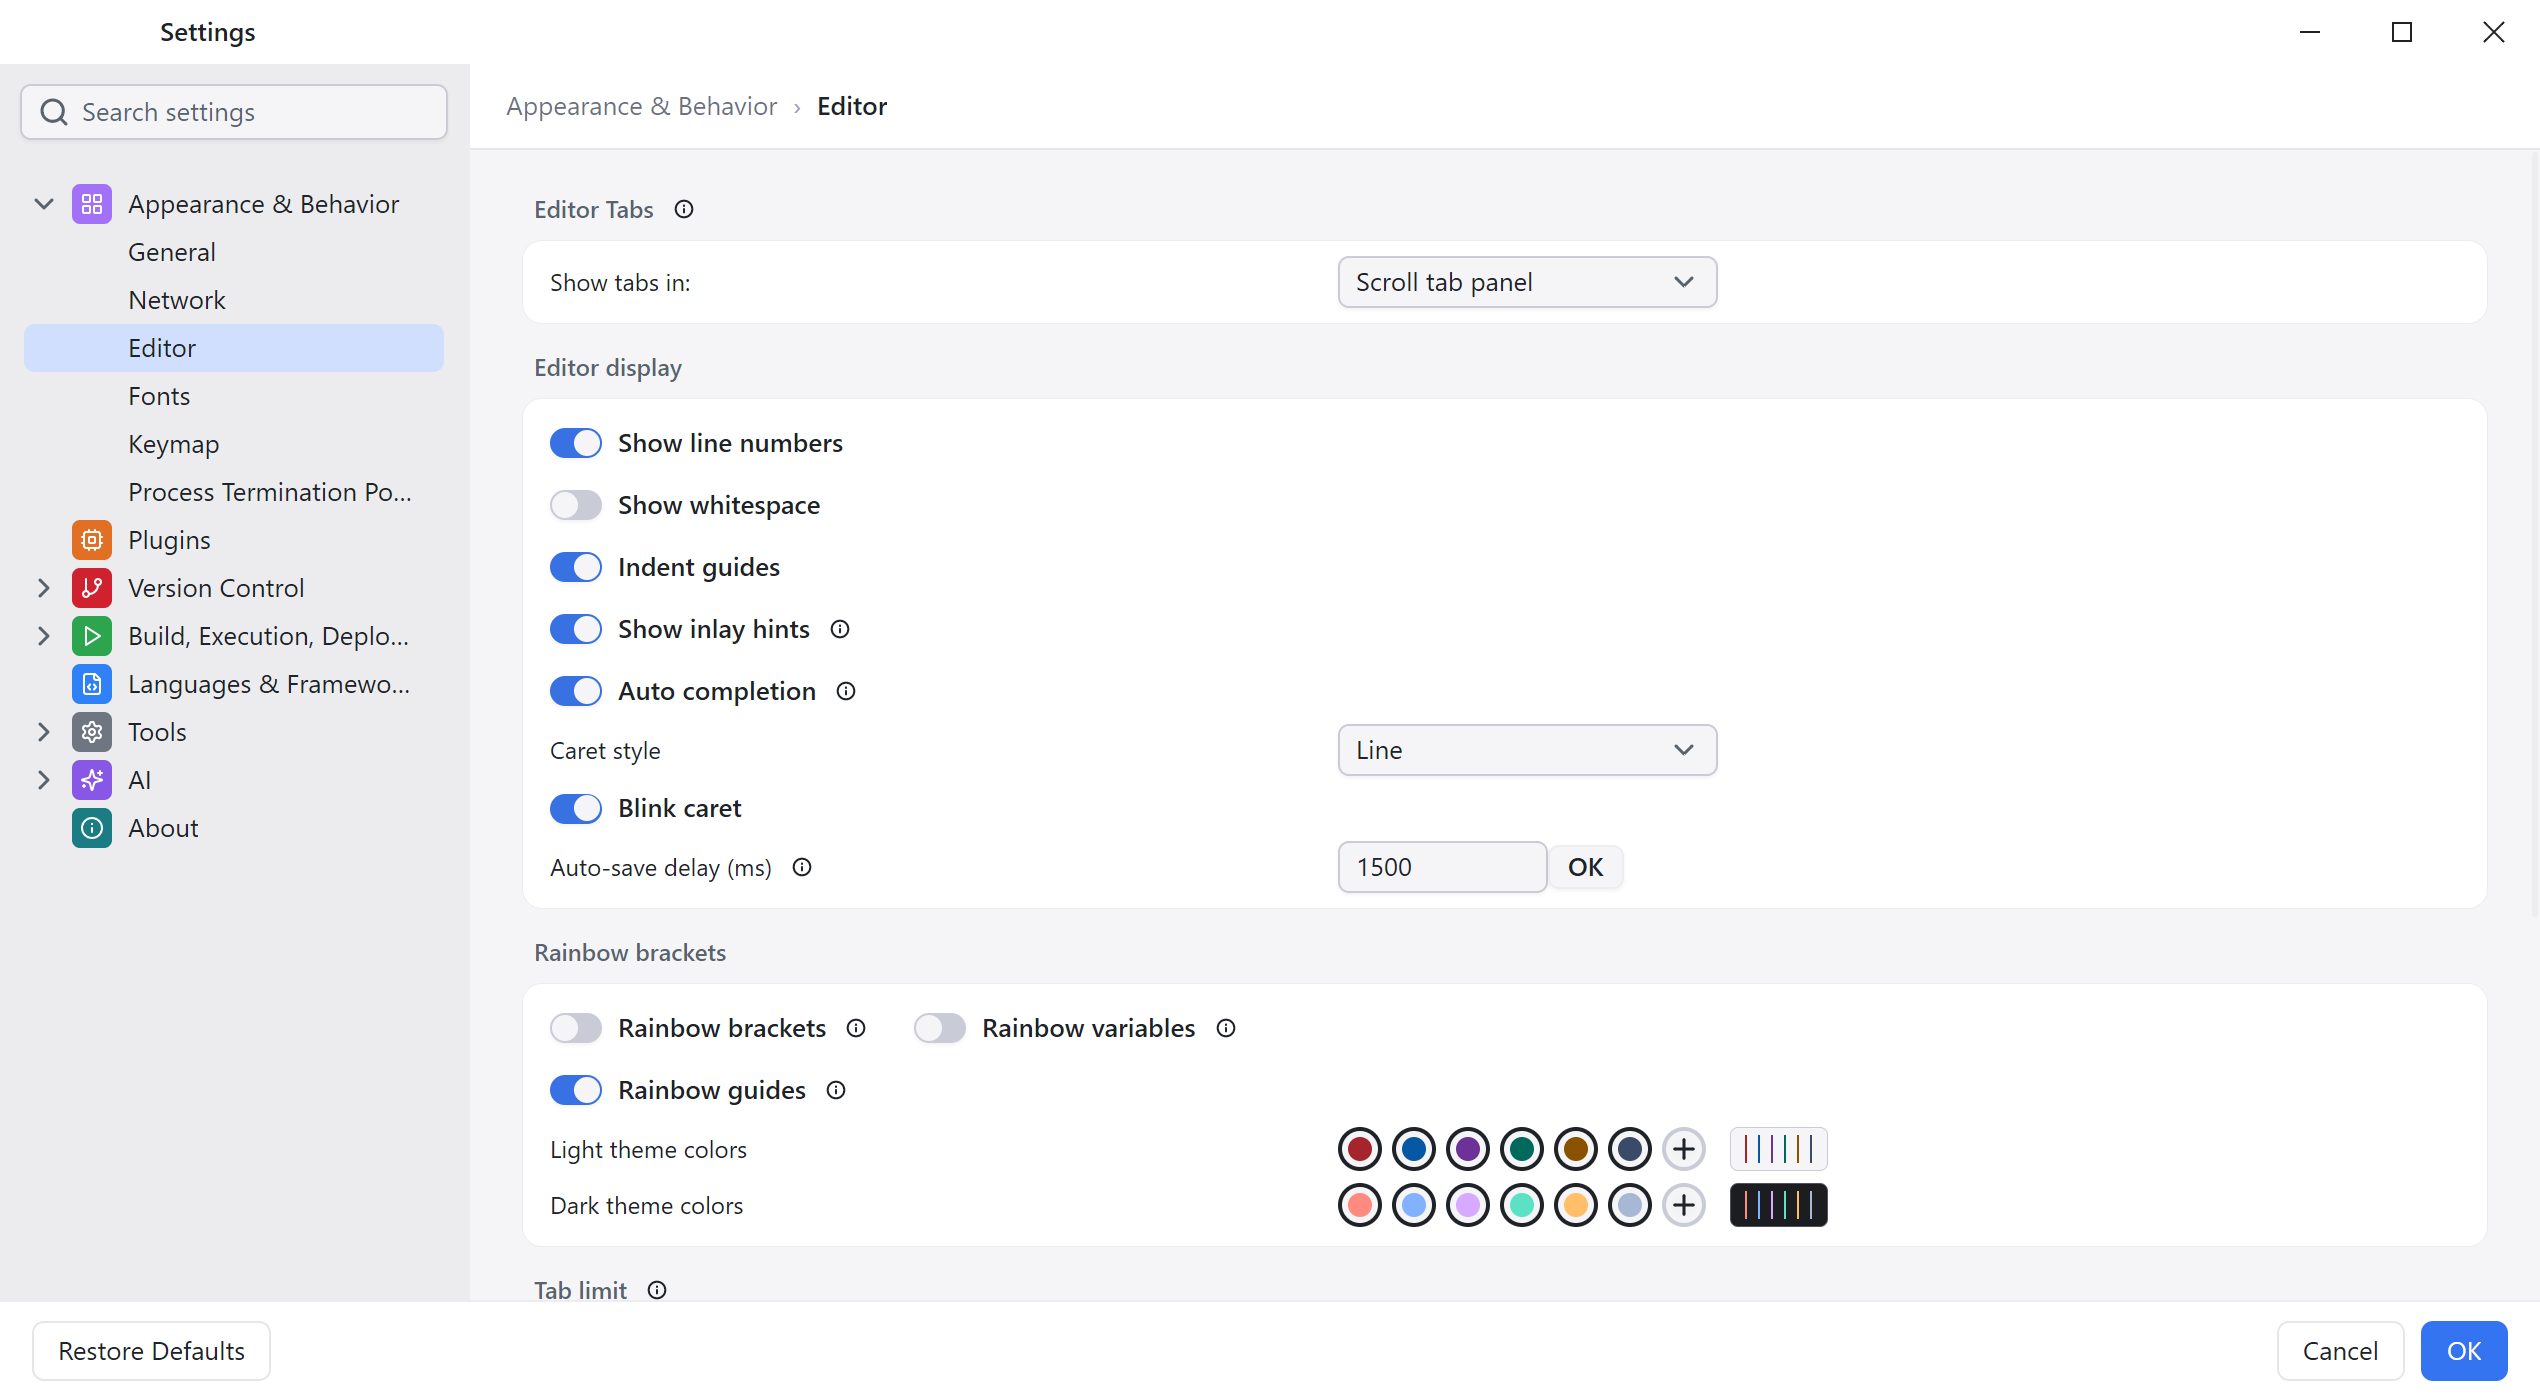 Settings
Search settings
Appearance & Behavior
General
Network
Editor
Fonts
Keymap
Process Termination Po...
Plugins
Version Control
Build, Execution, Deplo...
Languages & Framewo...
Tools
AI
About
Appearance & Behavior › Editor
Editor Tabs
Show tabs in: Scroll tab panel
Editor display
Show line numbers
Show whitespace
Indent guides
Show inlay hints
Auto completion
Caret style Line
Blink caret
Auto-save delay (ms) 1500 OK
Rainbow brackets
Rainbow brackets Rainbow variables
Rainbow guides
Light theme colors
Dark theme colors
Tab limit
Restore Defaults Cancel OK